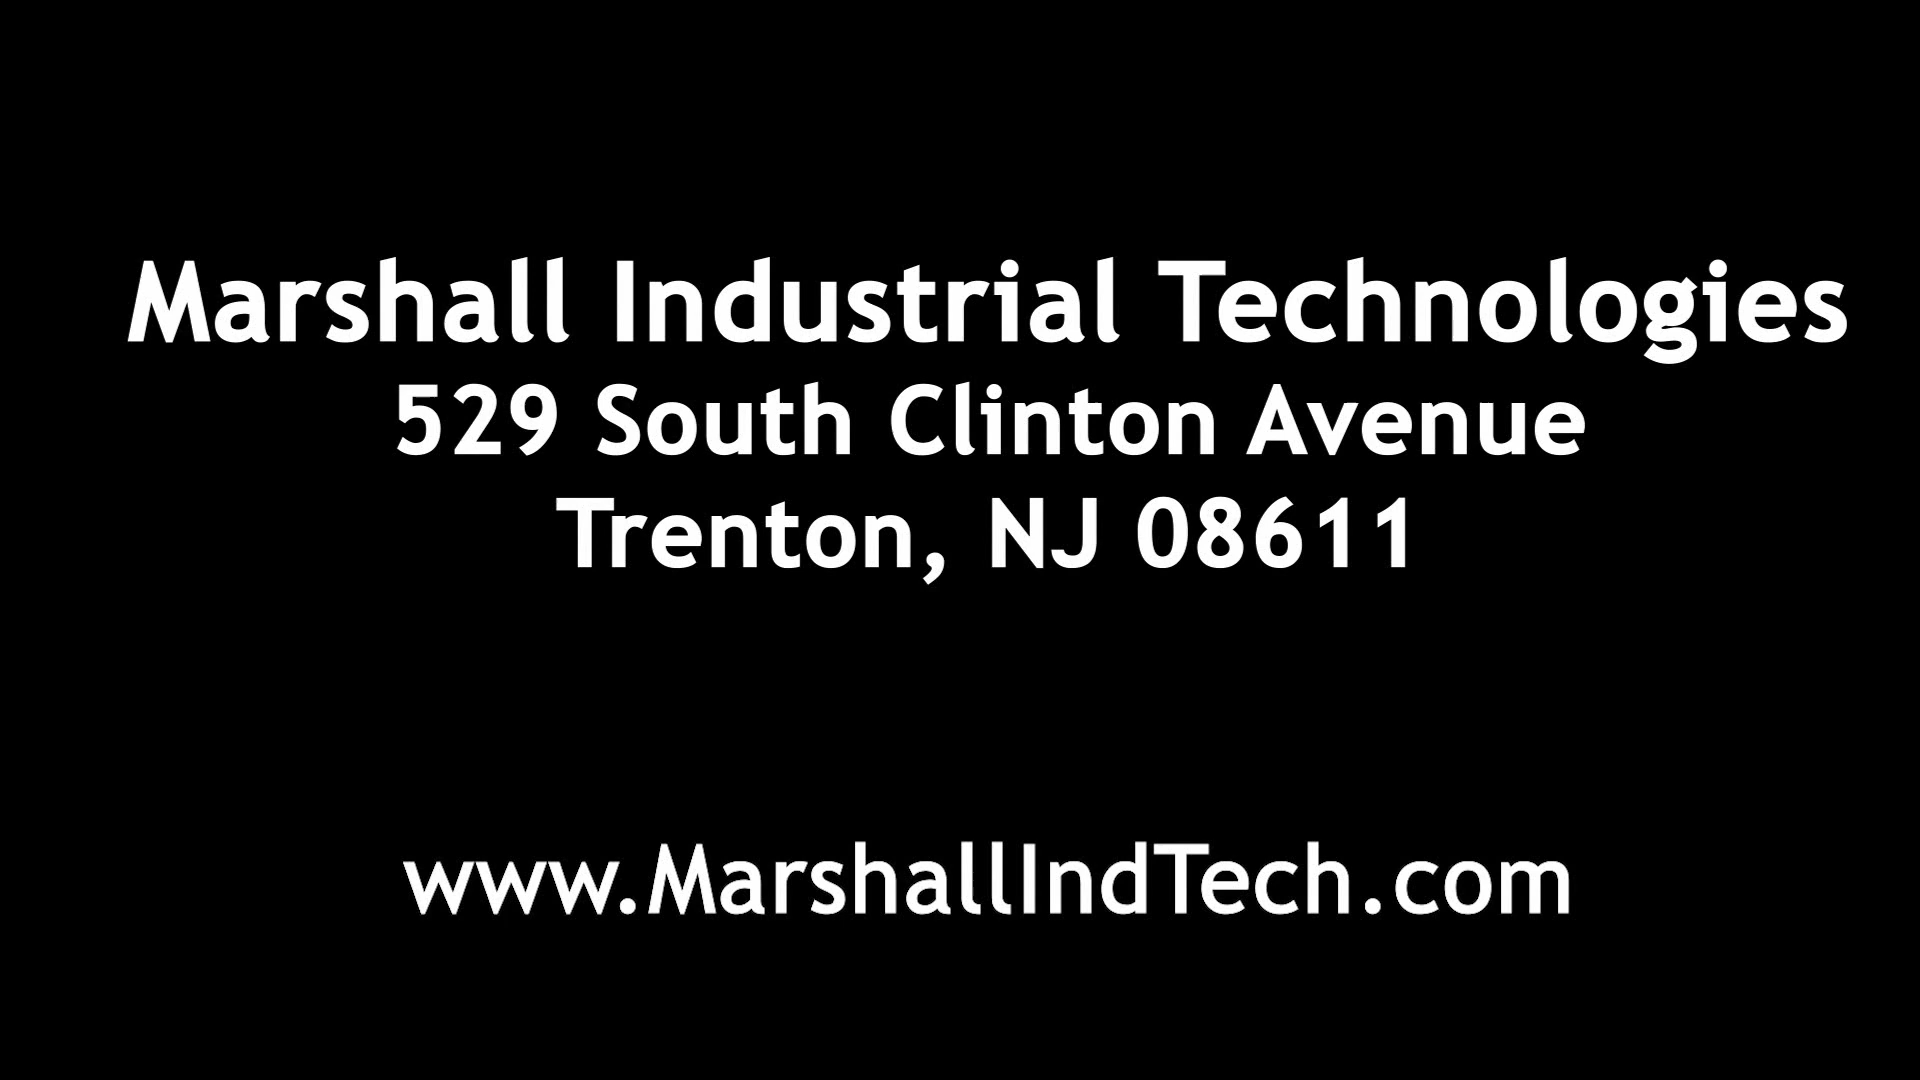 Marshall Industrial Technologies
529 South Clinton Avenue
Trenton, NJ 08611
www.MarshallIndTech.com